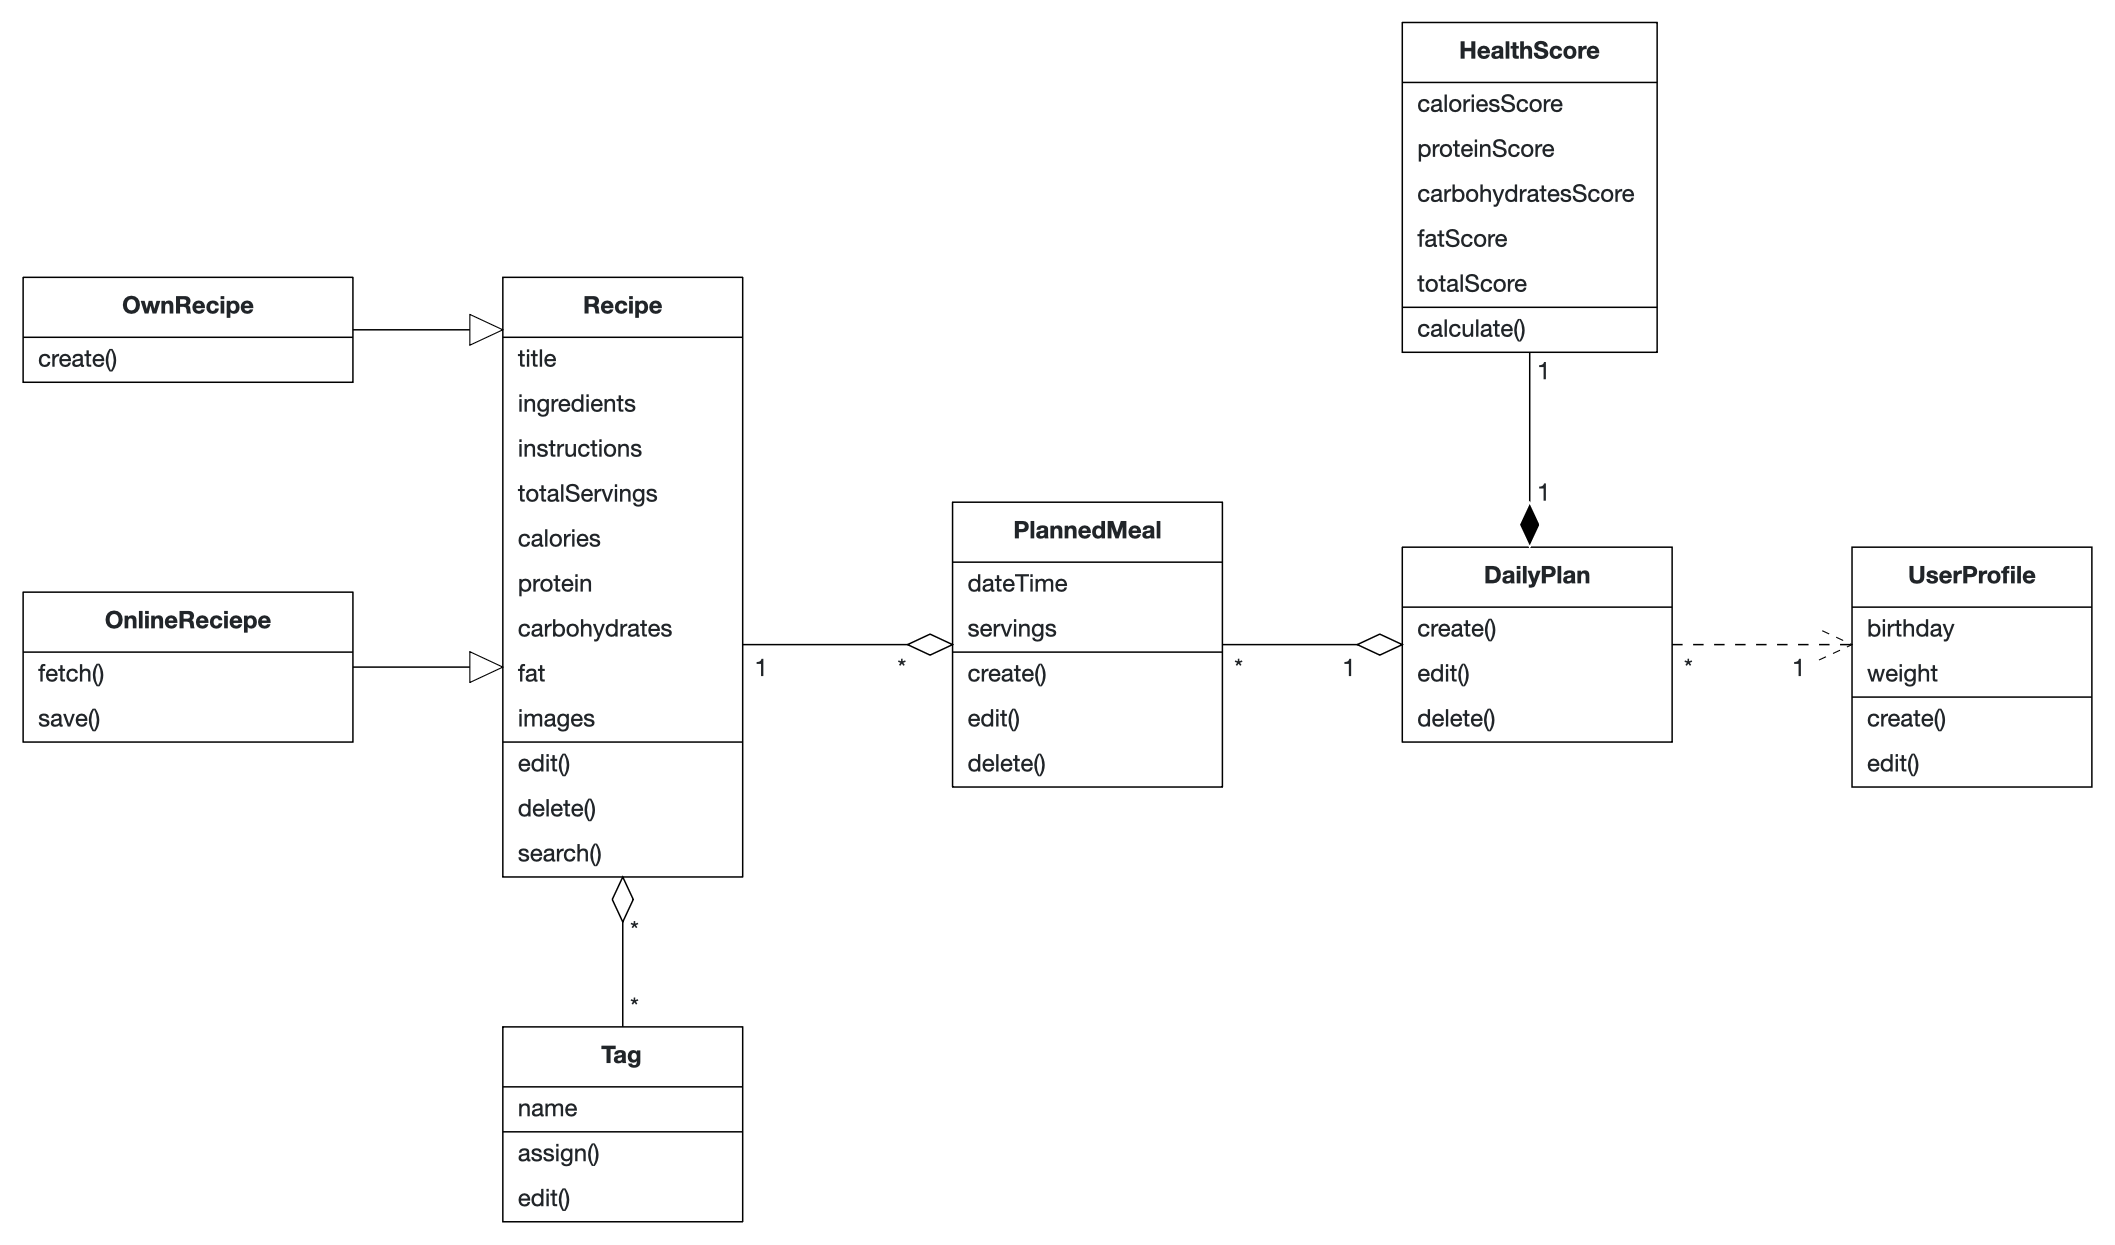 HealthScore
caloriesScore
proteinScore
carbohydratesScore
fatScore
totalScore
calculate()
1
1
OwnRecipe
create()
OnlineReciepe
fetch()
save()
Recipe
title
ingredients
instructions
totalServings
calories
protein
carbohydrates
fat
images
edit()
delete()
search()
1
*
PlannedMeal
dateTime
servings
create()
edit()
delete()
*
1
DailyPlan
create()
edit()
delete()
*
1
UserProfile
birthday
weight
create()
edit()
*
*
Tag
name
assign()
edit()